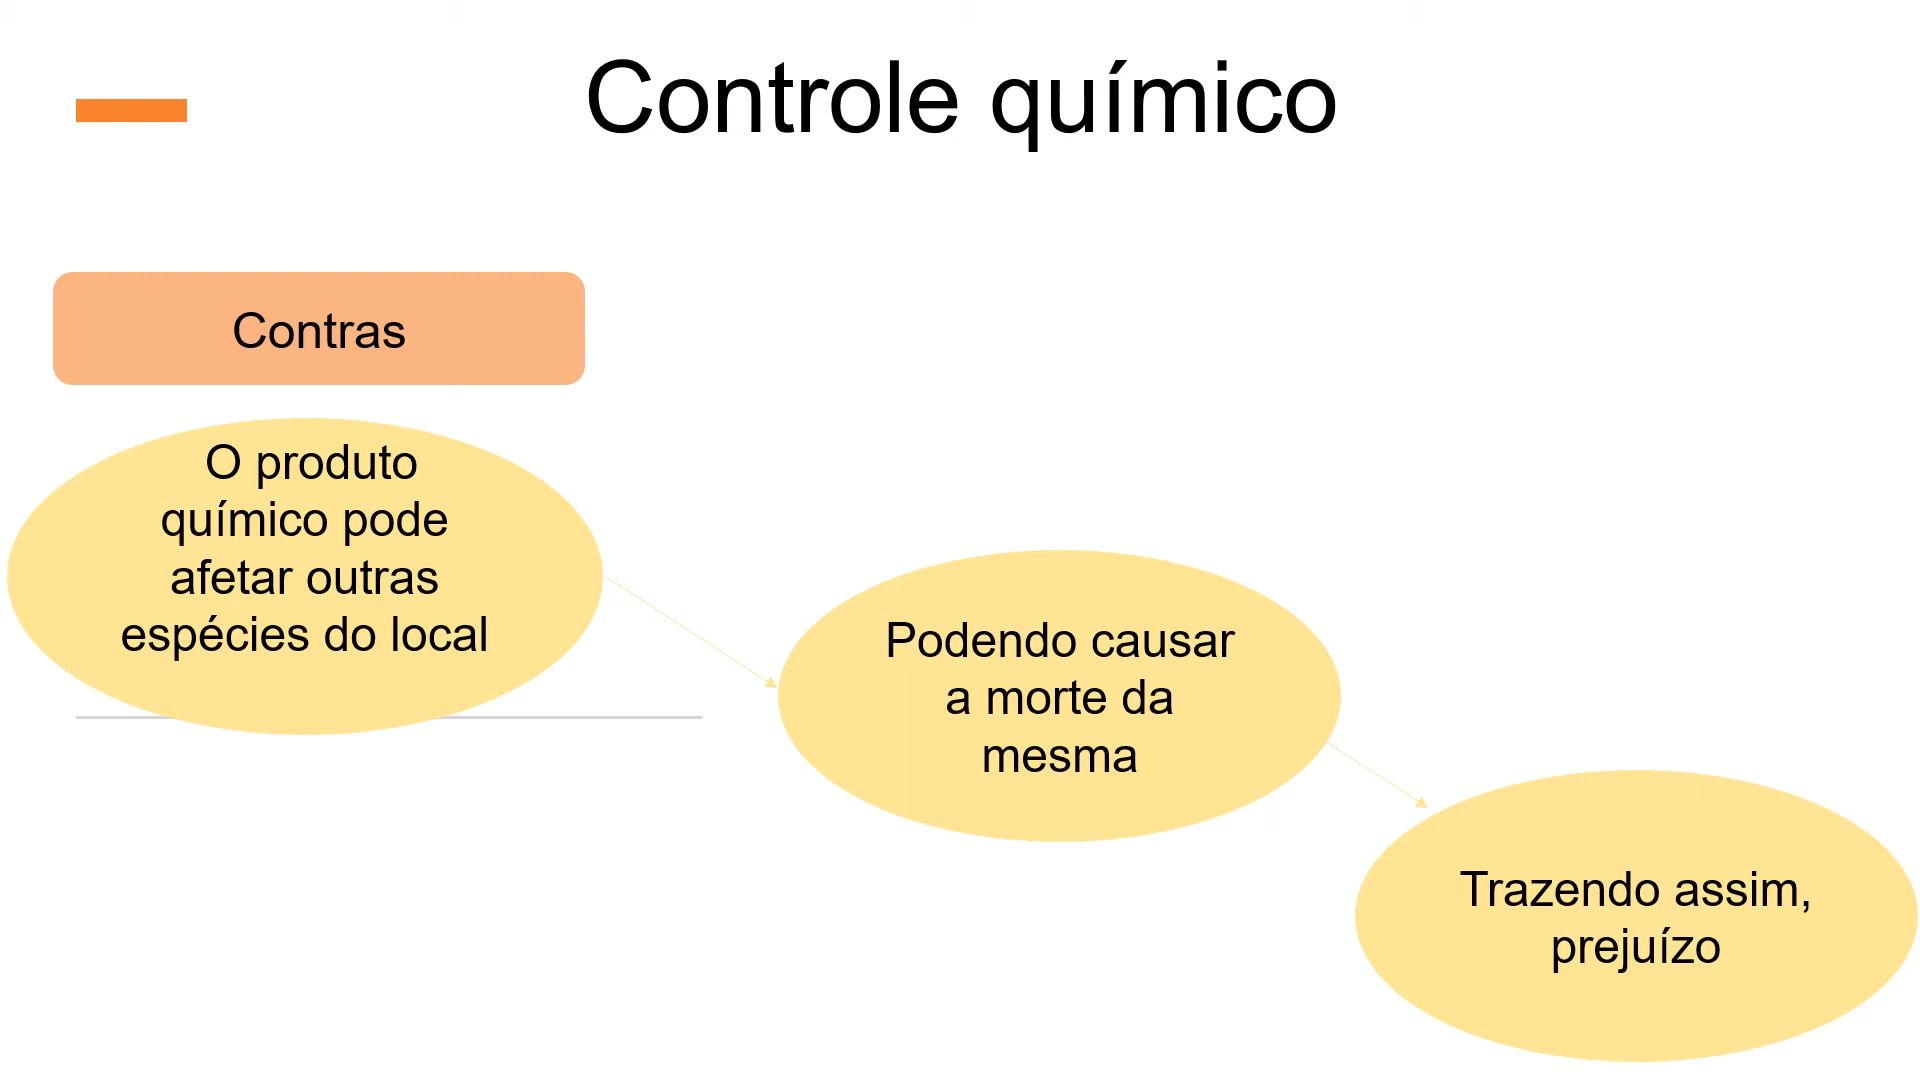 Controle químico
Contras
O produto
químico pode
afetar outras
espécies do local
Podendo causar
a morte da
mesma
Trazendo assim,
prejuízo